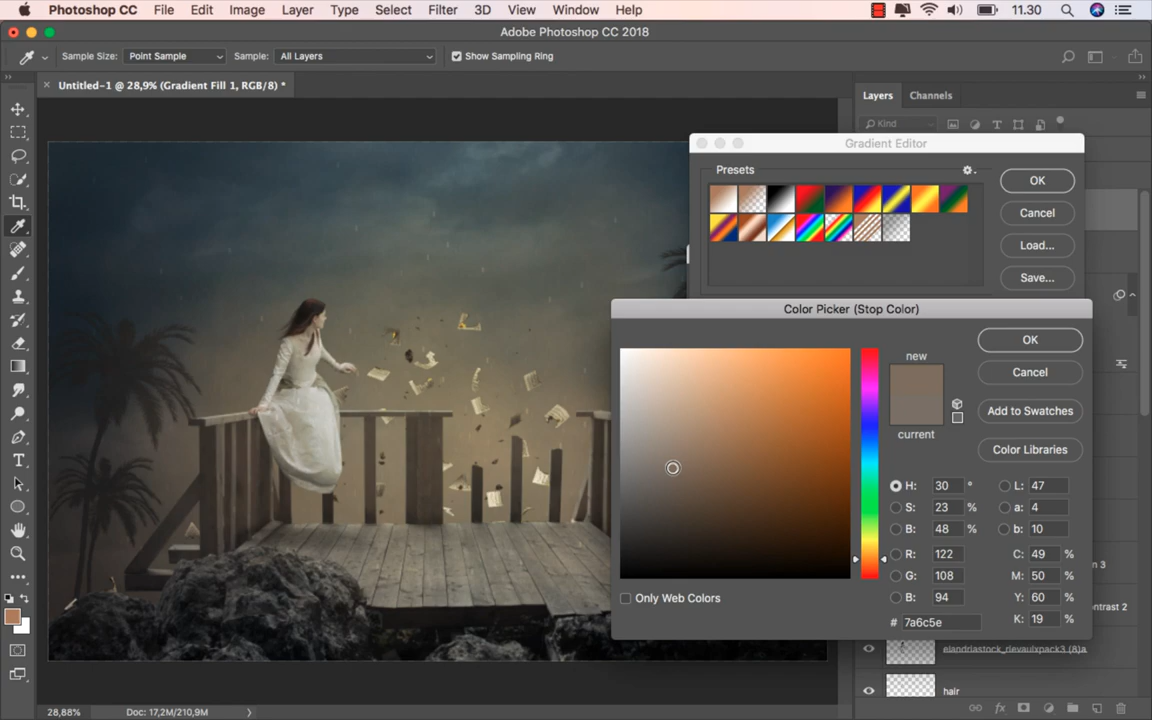 Photoshop CC File Edit Image Layer Type Select Filter 3D View Window Help 11.30
Adobe Photoshop CC 2018
Sample Size: Point Sample Sample: All Layers Show Sampling Ring
Untitled-1 @ 28,9% (Gradient Fill 1, RGB/8) *
Layers Channels
Kind
Gradient Editor
Presets
OK
Cancel
Load...
Save...
Color Picker (Stop Color)
new
current
OK
Cancel
Add to Swatches
Color Libraries
H: 30 ° L: 47
S: 23 % a: 4
B: 48 % b: 10
R: 122 C: 49 %
G: 108 M: 50 %
B: 94 Y: 60 %
# 7a6c5e K: 19 %
Only Web Colors
n 3
ontrast 2
elandriastock_rievaulxpack3 (8)a
hair
28,88% Doc: 17,2M/210,9M